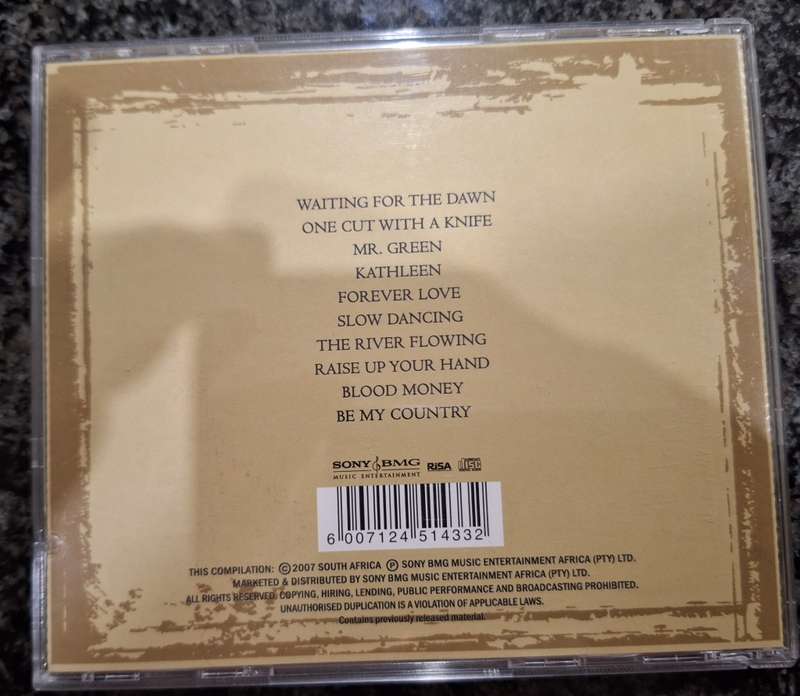 WAITING FOR THE DAWN
ONE CUT WITH A KNIFE
MR. GREEN
KATHLEEN
FOREVER LOVE
SLOW DANCING
THE RIVER FLOWING
RAISE UP YOUR HAND
BLOOD MONEY
BE MY COUNTRY
SONY BMG RiSA DISC
MUSIC ENTERTAINMENT
6 007124 514332
THIS COMPILATION: © 2007 SOUTH AFRICA ℗ SONY BMG MUSIC ENTERTAINMENT AFRICA (PTY) LTD.
MARKETED & DISTRIBUTED BY SONY BMG MUSIC ENTERTAINMENT AFRICA (PTY) LTD.
ALL RIGHTS RESERVED. COPYING, HIRING, LENDING, PUBLIC PERFORMANCE AND BROADCASTING PROHIBITED.
UNAUTHORISED DUPLICATION IS A VIOLATION OF APPLICABLE LAWS.
Contains previously released material.